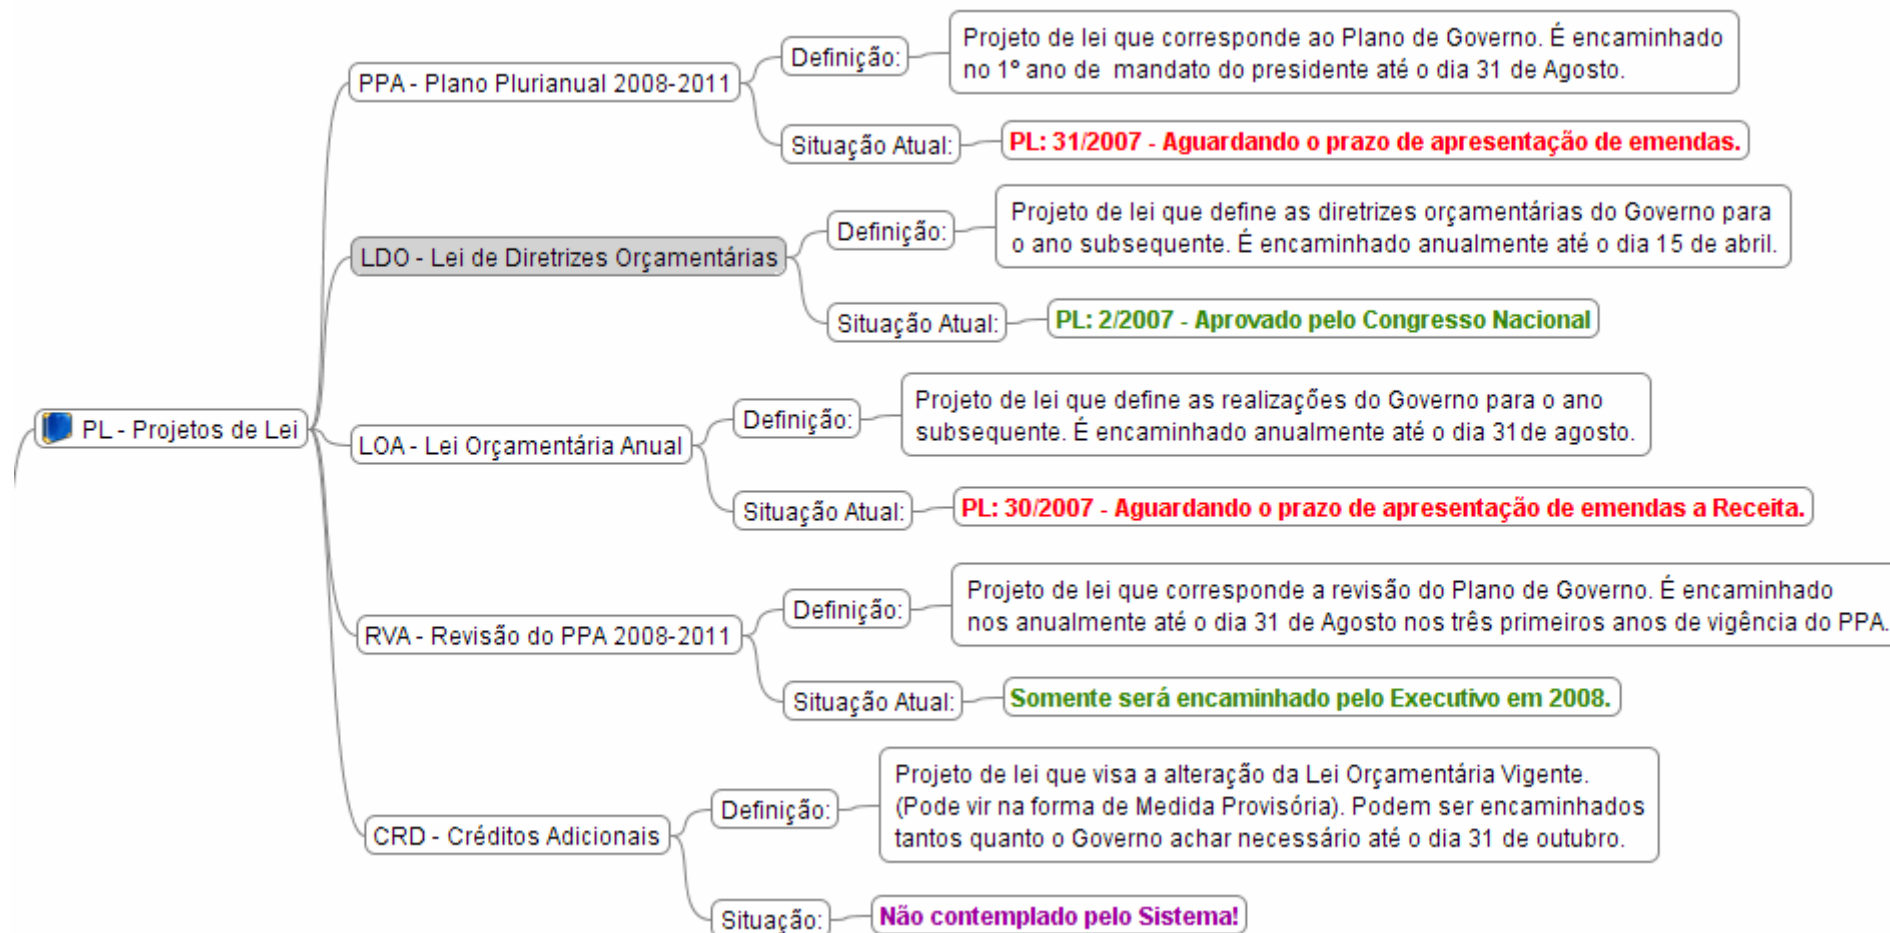 PL - Projetos de Lei
PPA - Plano Plurianual 2008-2011
Definição:
Projeto de lei que corresponde ao Plano de Governo. É encaminhado
no 1º ano de mandato do presidente até o dia 31 de Agosto.
Situação Atual:
PL: 31/2007 - Aguardando o prazo de apresentação de emendas.
LDO - Lei de Diretrizes Orçamentárias
Definição:
Projeto de lei que define as diretrizes orçamentárias do Governo para
o ano subsequente. É encaminhado anualmente até o dia 15 de abril.
Situação Atual:
PL: 2/2007 - Aprovado pelo Congresso Nacional
LOA - Lei Orçamentária Anual
Definição:
Projeto de lei que define as realizações do Governo para o ano
subsequente. É encaminhado anualmente até o dia 31 de agosto.
Situação Atual:
PL: 30/2007 - Aguardando o prazo de apresentação de emendas a Receita.
RVA - Revisão do PPA 2008-2011
Definição:
Projeto de lei que corresponde a revisão do Plano de Governo. É encaminhado
nos anualmente até o dia 31 de Agosto nos três primeiros anos de vigência do PPA.
Situação Atual:
Somente será encaminhado pelo Executivo em 2008.
CRD - Créditos Adicionais
Definição:
Projeto de lei que visa a alteração da Lei Orçamentária Vigente.
(Pode vir na forma de Medida Provisória). Podem ser encaminhados
tantos quanto o Governo achar necessário até o dia 31 de outubro.
Situação:
Não contemplado pelo Sistema!